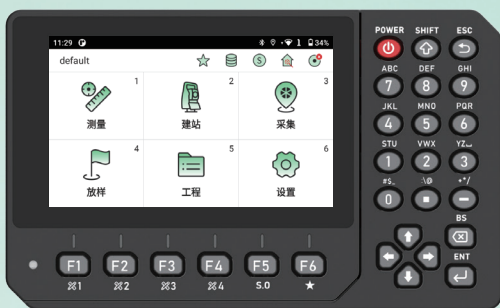 11:29 34%
default
1 2 3
测量 建站 采集
4 5 6
放样 工程 设置
F1 F2 F3 F4 F5 F6
1 2 3 4 S.O ★
POWER SHIFT ESC
ABC DEF GHI
7 8 9
JKL MNO PQR
4 5 6
STU VWX YZ
1 2 3
#$_ .\@ +*/
0 . -
BS
ENT